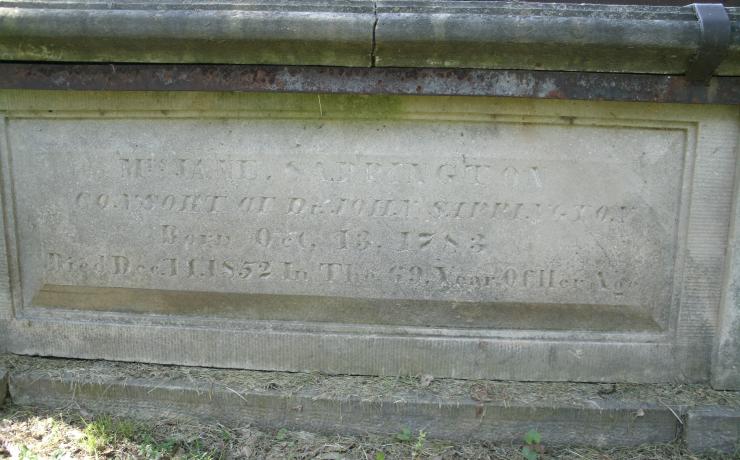 Mrs JANE. SAPPINGTON
CONSORT OF Dr. JOHN SAPPINGTON
Born Oct. 13. 1783
Died Dec. 1852 In The 69. Year Of Her Age